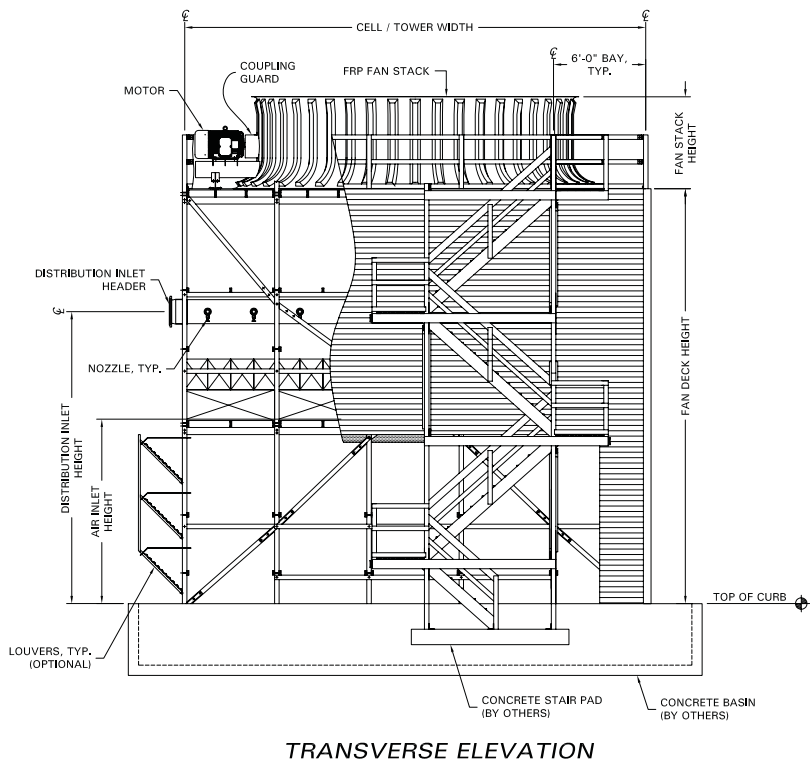 ℄
℄
CELL / TOWER WIDTH
℄
6'-0" BAY,
TYP.
COUPLING
GUARD
FRP FAN STACK
MOTOR
FAN STACK
HEIGHT
DISTRIBUTION INLET
HEADER
℄
NOZZLE, TYP.
FAN DECK HEIGHT
DISTRIBUTION INLET
HEIGHT
AIR INLET
HEIGHT
TOP OF CURB
LOUVERS, TYP.
(OPTIONAL)
CONCRETE STAIR PAD
(BY OTHERS)
CONCRETE BASIN
(BY OTHERS)
TRANSVERSE ELEVATION